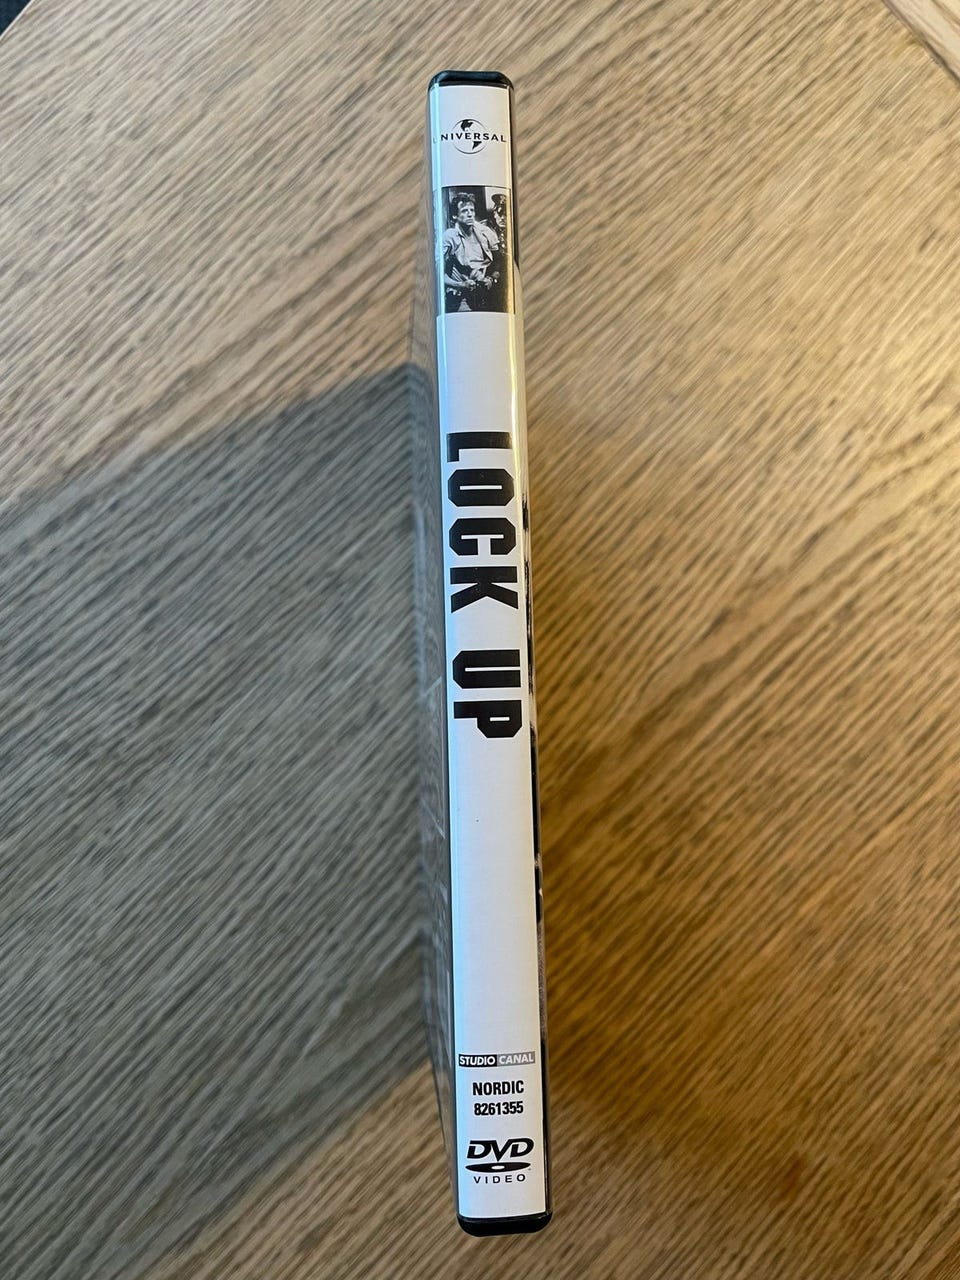 UNIVERSAL
LOCK UP
STUDIO CANAL
NORDIC
8261355
DVD
VIDEO